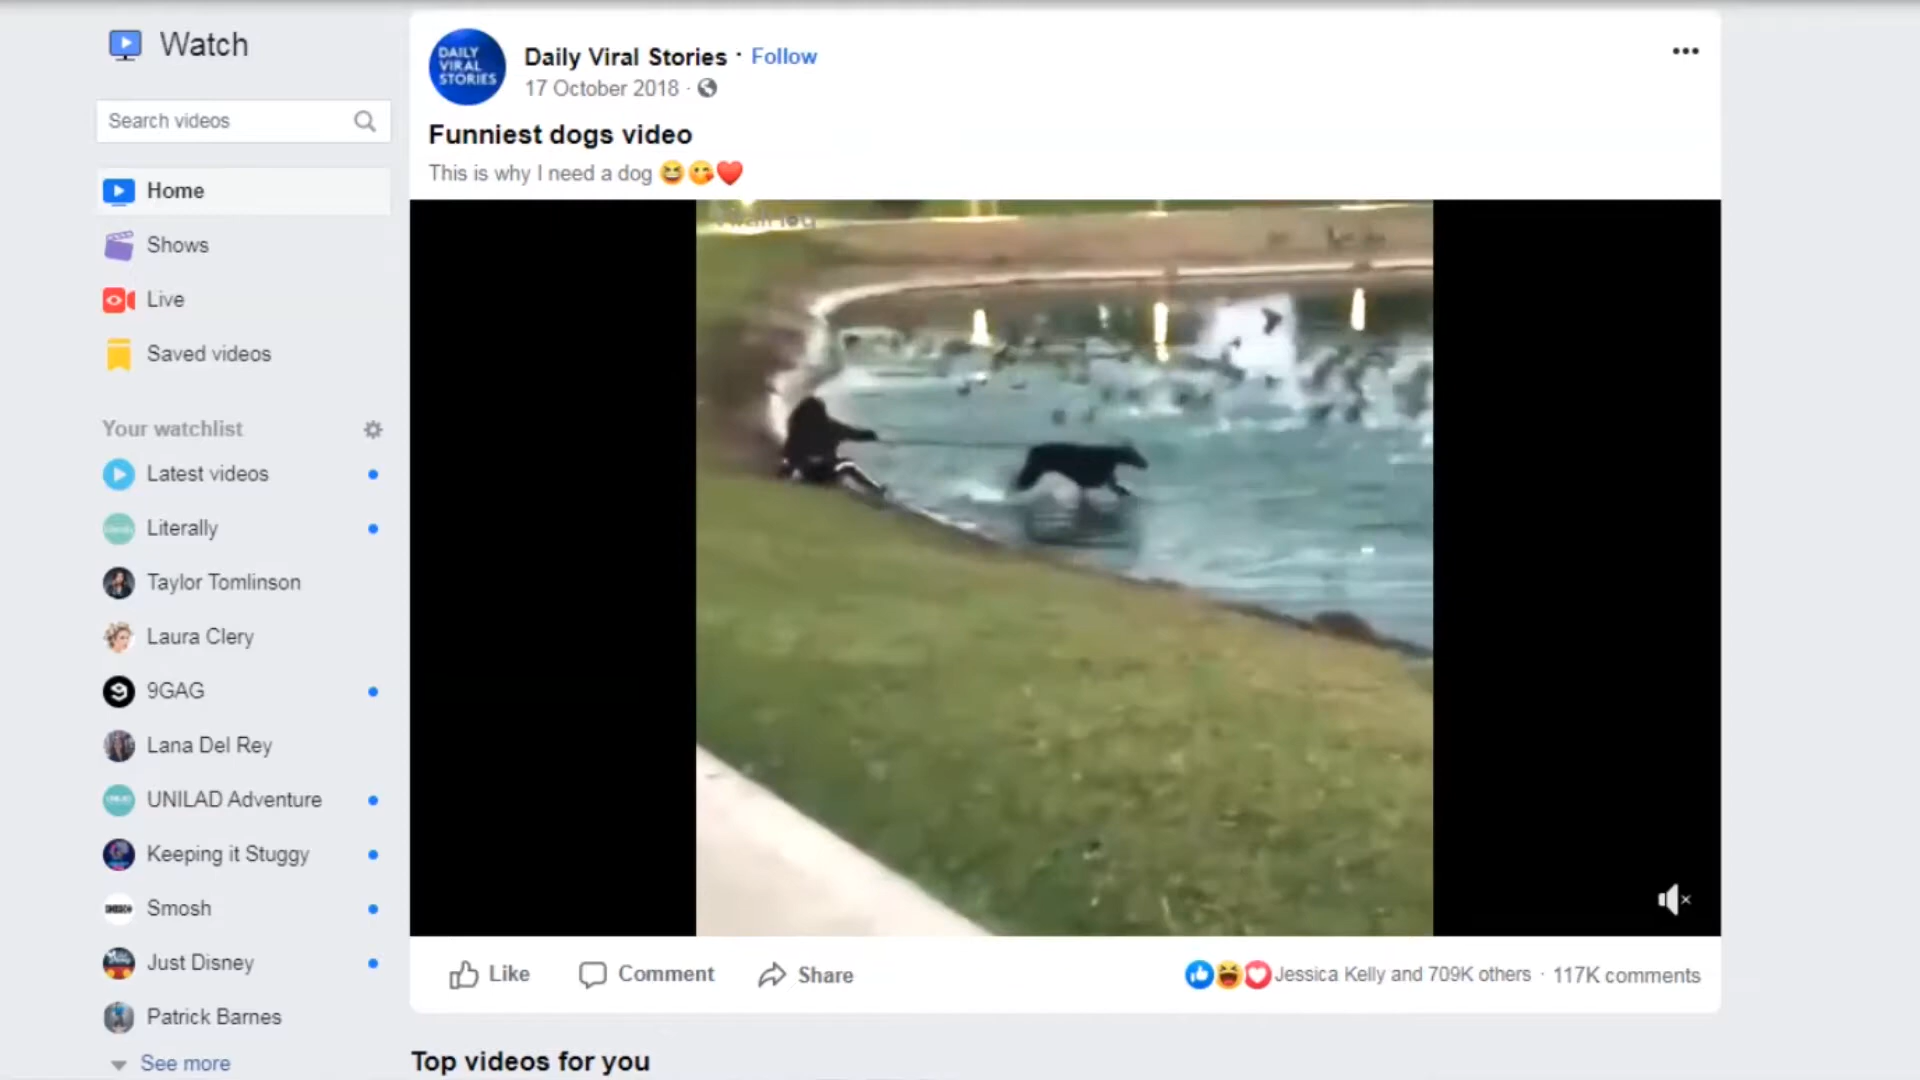 Watch
Search videos
Home
Shows
Live
Saved videos
Your watchlist
Latest videos
Literally
Taylor Tomlinson
Laura Clery
9GAG
Lana Del Rey
UNILAD Adventure
Keeping it Stuggy
Smosh
Just Disney
Patrick Barnes
See more
DAILY
VIRAL
STORIES
Daily Viral Stories · Follow
17 October 2018 ·
Funniest dogs video
This is why I need a dog 😆😘❤️
Like
Comment
Share
Jessica Kelly and 709K others · 117K comments
Top videos for you